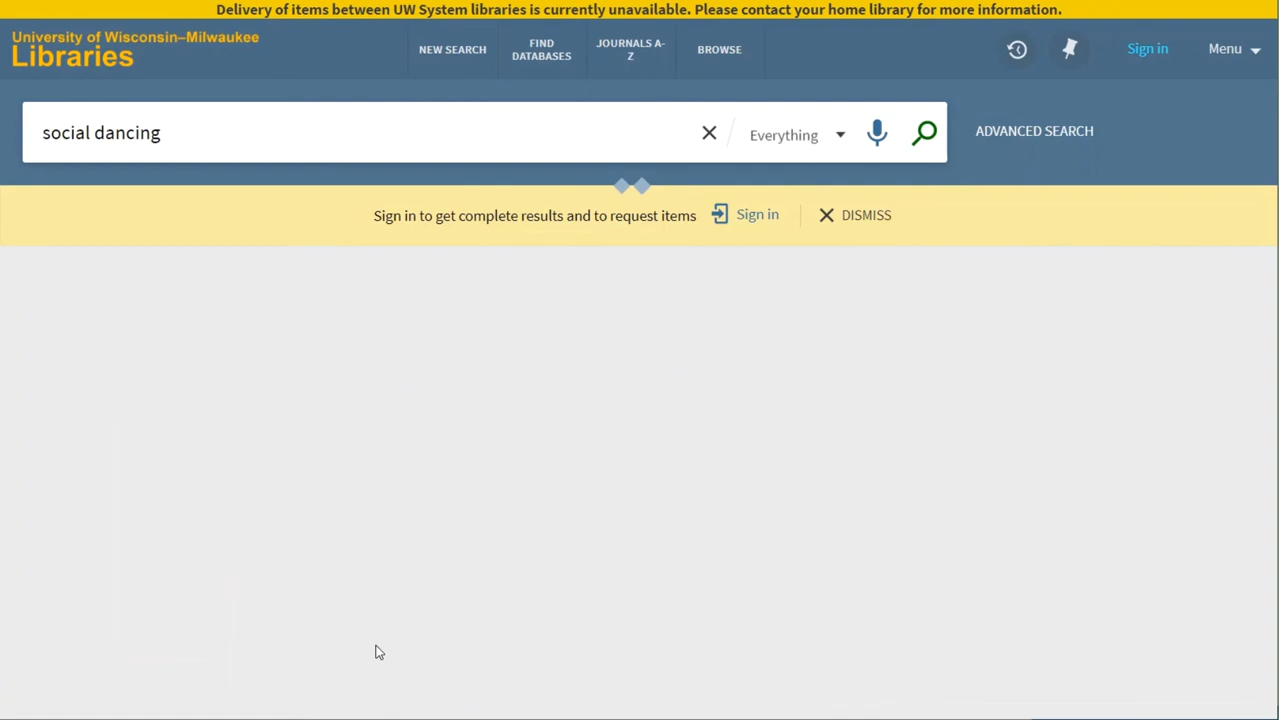 Delivery of items between UW System libraries is currently unavailable. Please contact your home library for more information.
University of Wisconsin–Milwaukee
Libraries
NEW SEARCH
FIND
DATABASES
JOURNALS A-
Z
BROWSE
Sign in
Menu
social dancing
Everything
ADVANCED SEARCH
Sign in to get complete results and to request items
Sign in
DISMISS